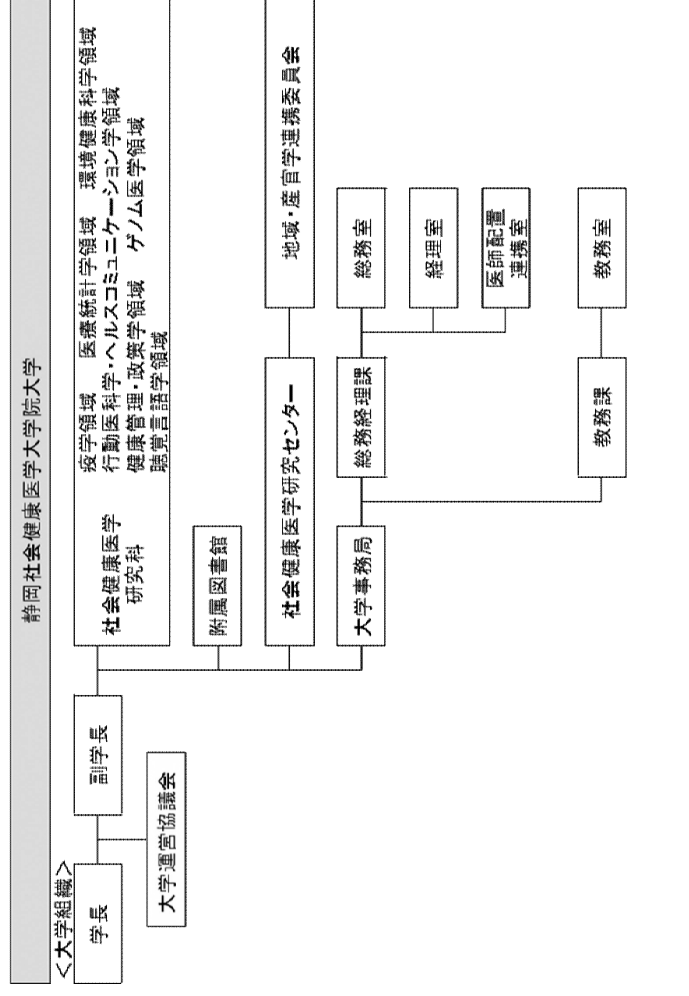 静岡社会健康医学大学院大学
＜大学組織＞
学長
大学運営協議会
副学長
社会健康医学
研究科
疫学領域　医療統計学領域　環境健康科学領域
行動医科学・ヘルスコミュニケーション学領域
健康管理・政策学領域　ゲノム医学領域
聴覚言語学領域
附属図書館
社会健康医学研究センター
地域・産官学連携委員会
大学事務局
総務経理課
総務室
経理室
医師配置
連携室
教務課
教務室